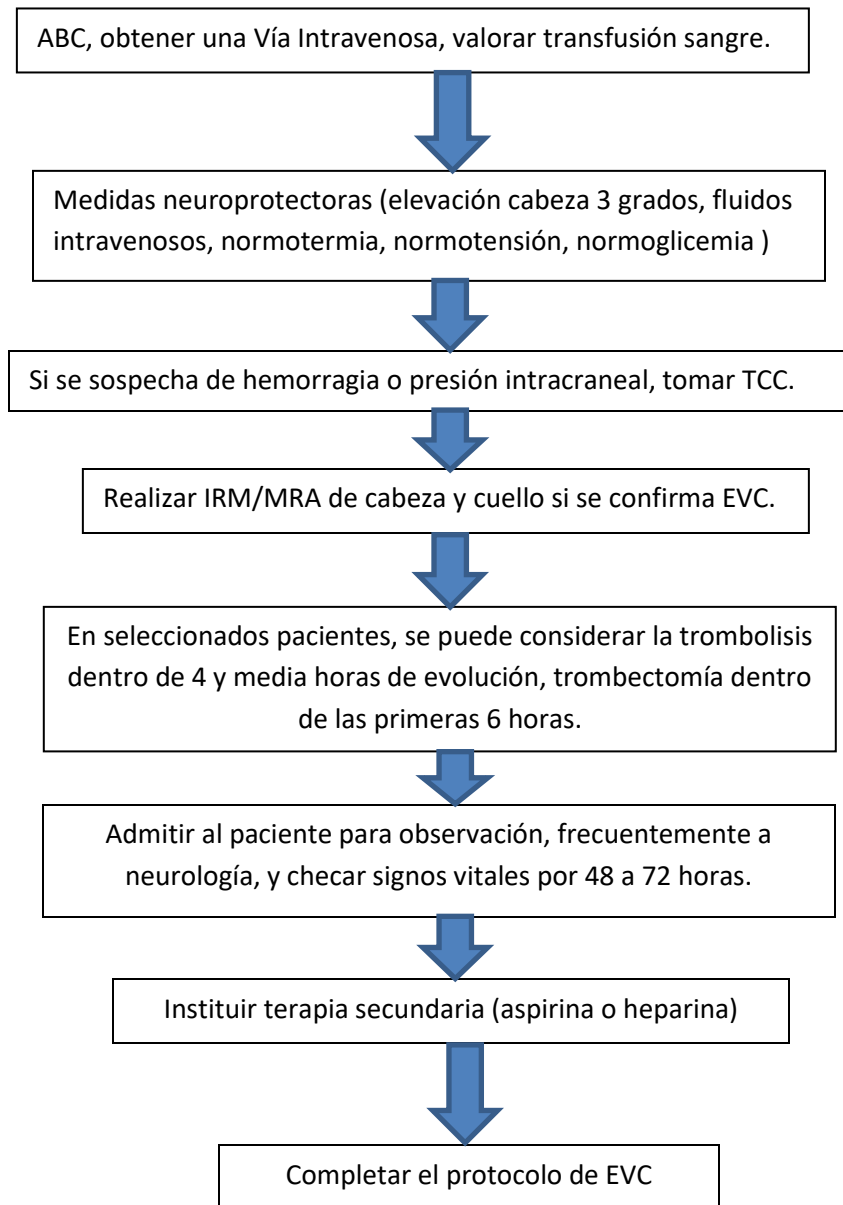 ABC, obtener una Vía Intravenosa, valorar transfusión sangre.
Medidas neuroprotectoras (elevación cabeza 3 grados, fluidos
intravenosos, normotermia, normotensión, normoglicemia )
Si se sospecha de hemorragia o presión intracraneal, tomar TCC.
Realizar IRM/MRA de cabeza y cuello si se confirma EVC.
En seleccionados pacientes, se puede considerar la trombolisis
dentro de 4 y media horas de evolución, trombectomía dentro
de las primeras 6 horas.
Admitir al paciente para observación, frecuentemente a
neurología, y checar signos vitales por 48 a 72 horas.
Instituir terapia secundaria (aspirina o heparina)
Completar el protocolo de EVC